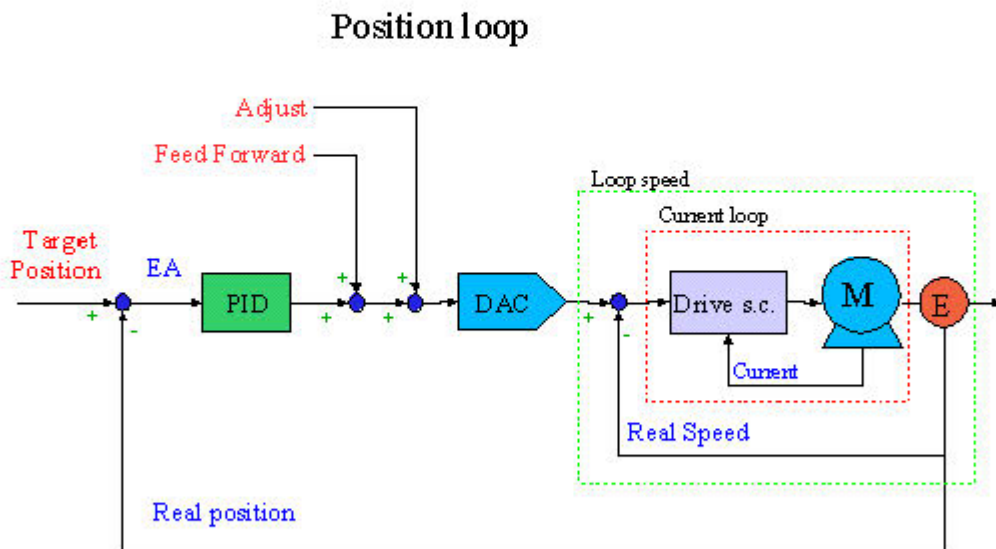 Position loop
Adjust
Feed Forward
Loop speed
Current loop
Target
Position
EA
+
-
PID
+
+
+
+
DAC
+
-
Drive s.c.
M
E
Current
Real Speed
Real position